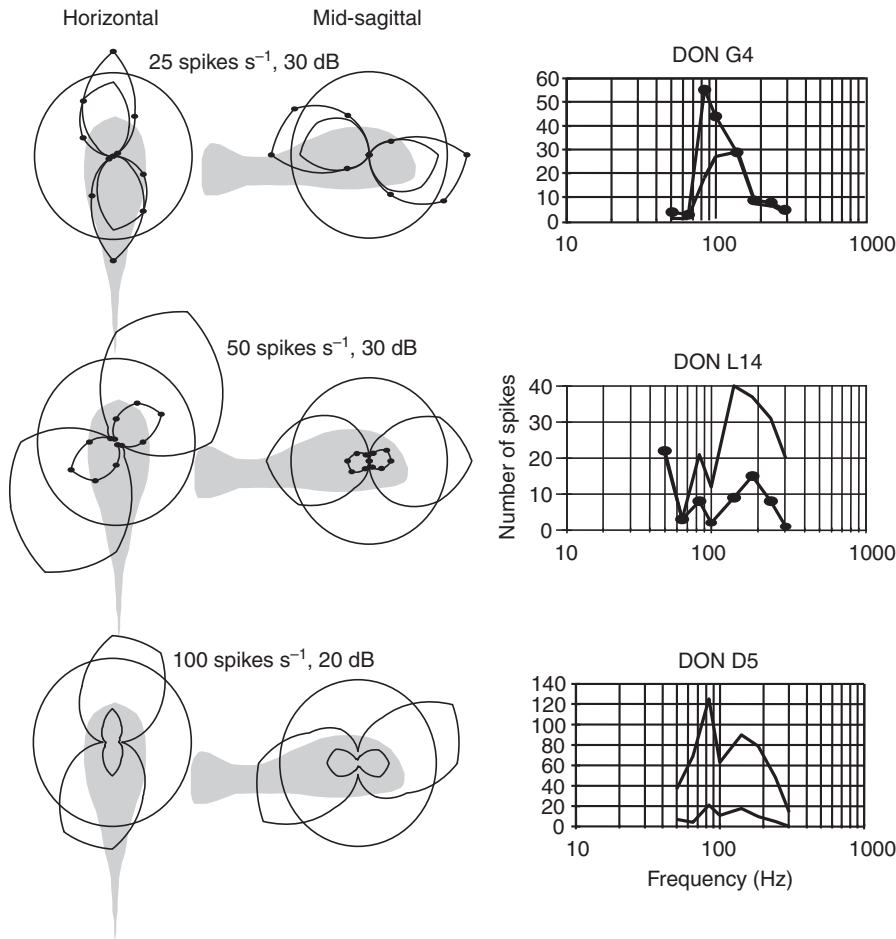 Horizontal
Mid-sagittal
25 spikes s⁻¹, 30 dB
50 spikes s⁻¹, 30 dB
100 spikes s⁻¹, 20 dB
DON G4
60
50
40
30
20
10
0
10 100 1000
DON L14
Number of spikes
40
30
20
10
0
10 100 1000
DON D5
140
120
100
80
60
40
20
0
10 100 1000
Frequency (Hz)